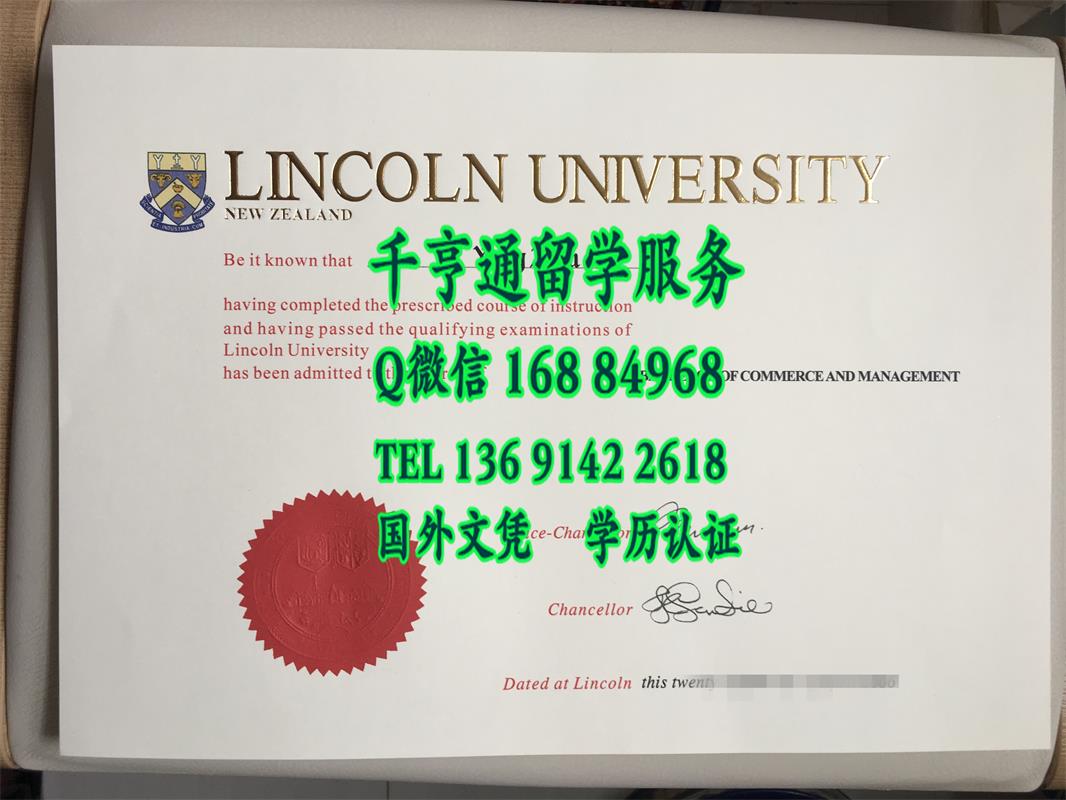 LINCOLN UNIVERSITY
NEW ZEALAND
Be it known that
千亨通留学服务
having completed the prescribed course of instruction
and having passed the qualifying examinations of
Lincoln University
has been admitted to
OF COMMERCE AND MANAGEMENT
Q微信 168 84968
TEL 136 9142 2618
国外文凭 学历认证
Chancellor
Dated at Lincoln this twenty